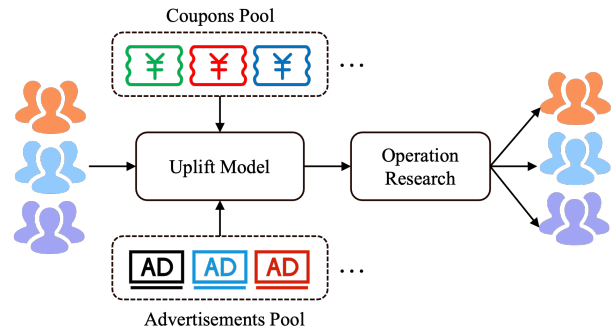 Coupons Pool
¥ ¥ ¥ ...
Uplift Model
Operation
Research
AD AD AD ...
Advertisements Pool